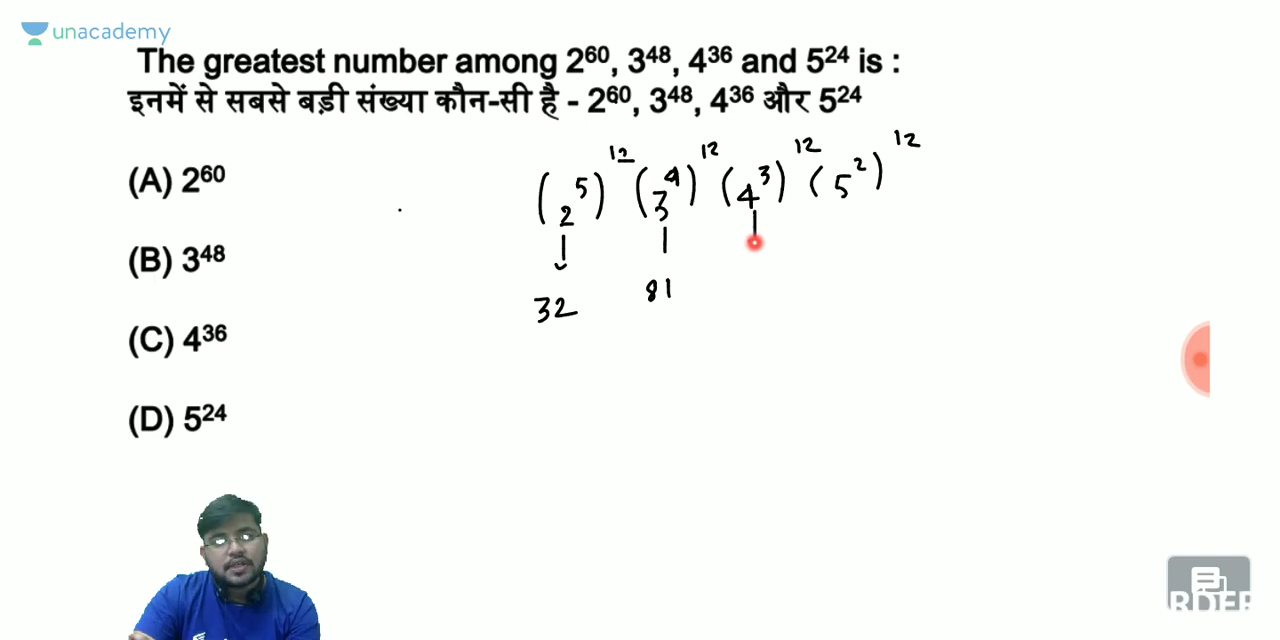 unacademy
The greatest number among 2⁶⁰, 3⁴⁸, 4³⁶ and 5²⁴ is :
इनमें से सबसे बड़ी संख्या कौन-सी है - 2⁶⁰, 3⁴⁸, 4³⁶ और 5²⁴
(2⁵)¹² (3⁴)¹² (4³)¹² (5²)¹²
(A) 2⁶⁰
(B) 3⁴⁸
32 81
(C) 4³⁶
(D) 5²⁴